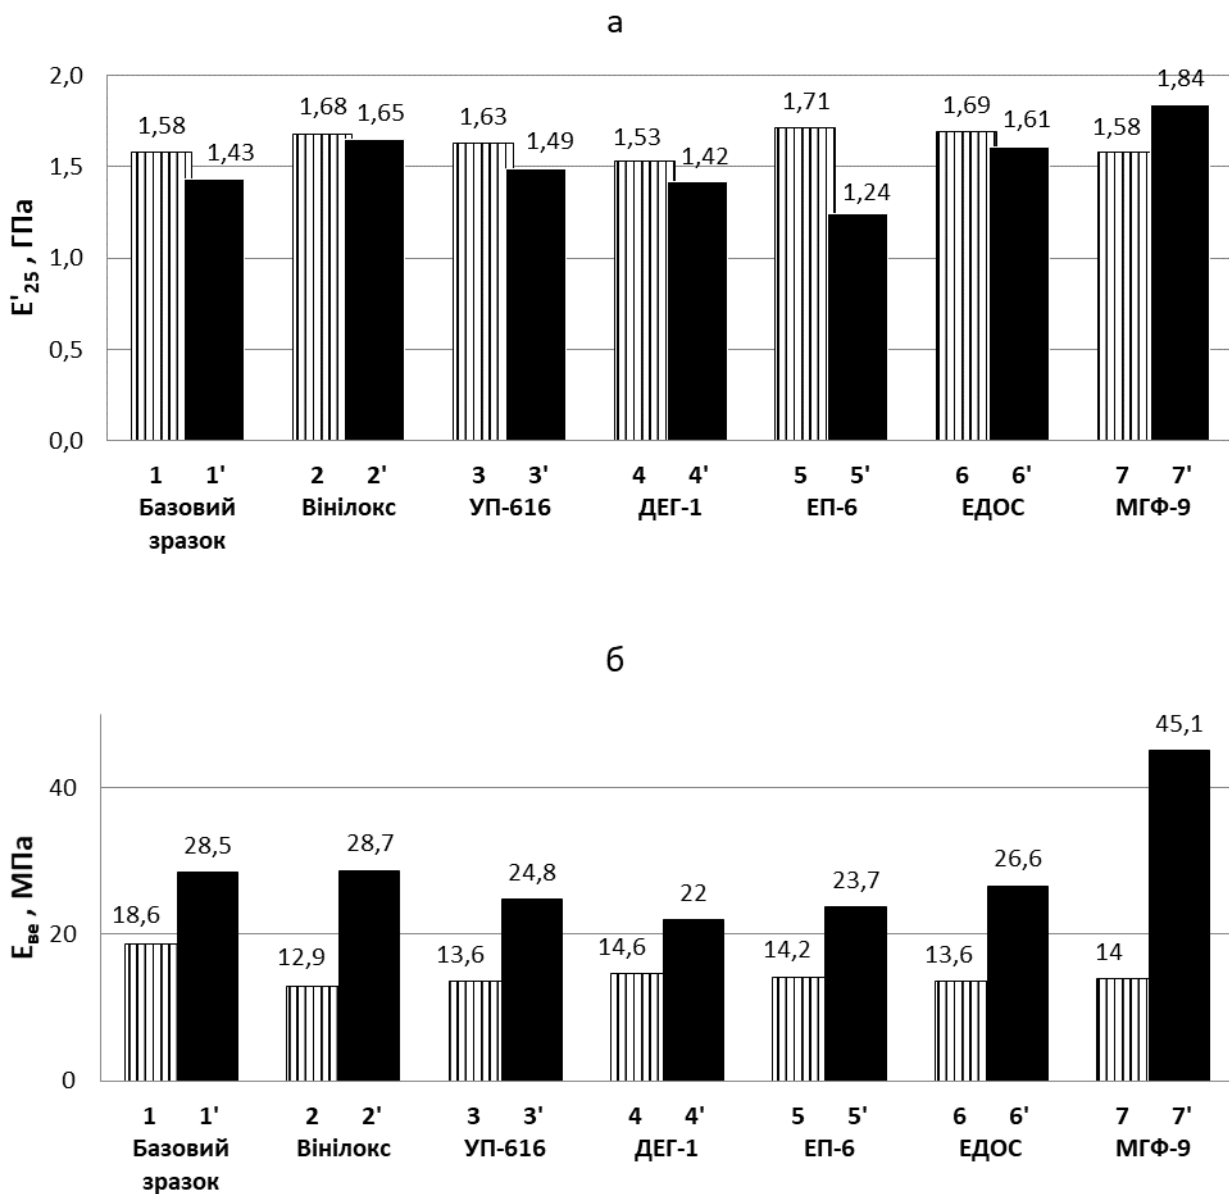 а
2,0
1,5
1,0
0,5
0,0
E'25 , ГПа
1,58 1,43 1,68 1,65 1,63 1,49 1,53 1,42 1,71 1,24 1,69 1,61 1,58 1,84
1 1' 2 2' 3 3' 4 4' 5 5' 6 6' 7 7'
Базовий Вінілокс УП-616 ДЕГ-1 ЕП-6 ЕДОС МГФ-9
зразок
б
40
20
0
Eве , МПа
18,6 28,5 12,9 28,7 13,6 24,8 14,6 22 14,2 23,7 13,6 26,6 14 45,1
1 1' 2 2' 3 3' 4 4' 5 5' 6 6' 7 7'
Базовий Вінілокс УП-616 ДЕГ-1 ЕП-6 ЕДОС МГФ-9
зразок